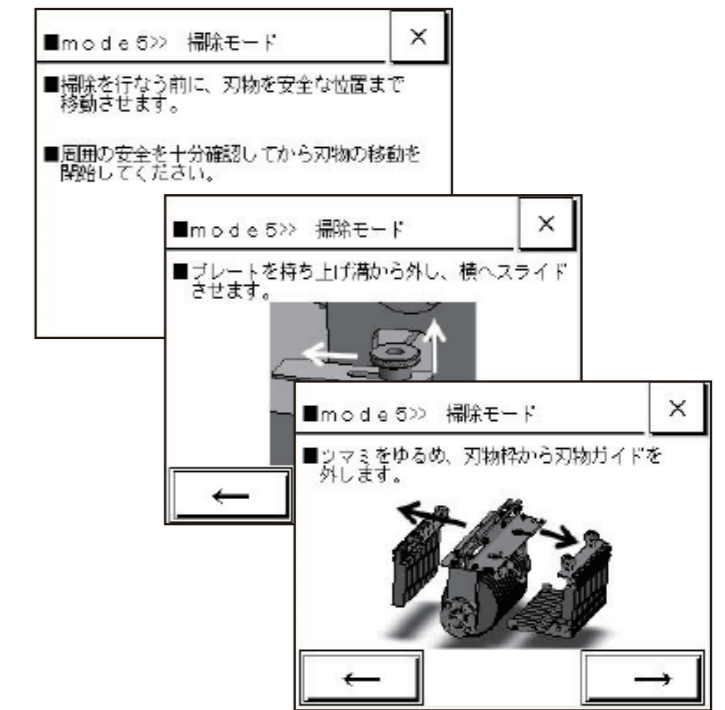 ■mode5>> 掃除モード ×
■掃除を行なう前に、刃物を安全な位置まで
移動させます。
■周囲の安全を十分確認してから刃物の移動を
開始してください。
■mode5>> 掃除モード ×
■プレートを持ち上げ溝から外し、横へスライド
させます。
←
■mode5>> 掃除モード ×
■ツマミをゆるめ、刃物枠から刃物ガイドを
外します。
← →